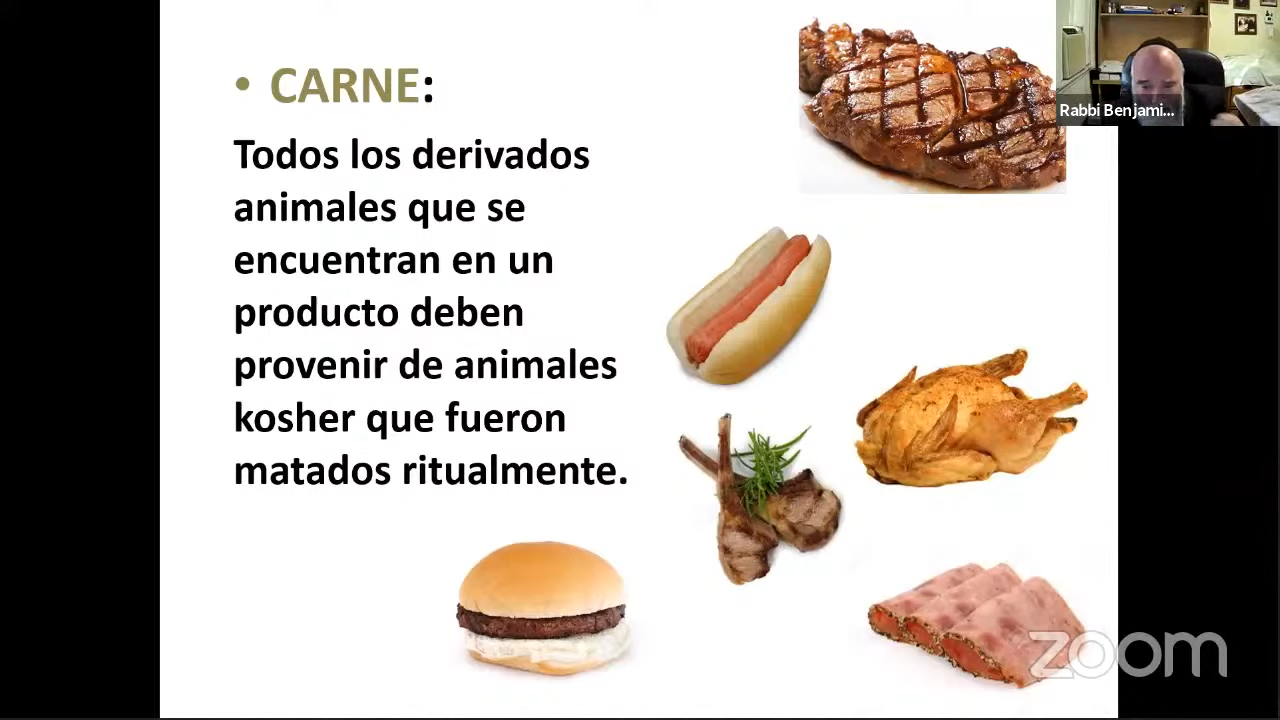 • CARNE:
Todos los derivados
animales que se
encuentran en un
producto deben
provenir de animales
kosher que fueron
matados ritualmente.
Rabbi Benjami...
zoom